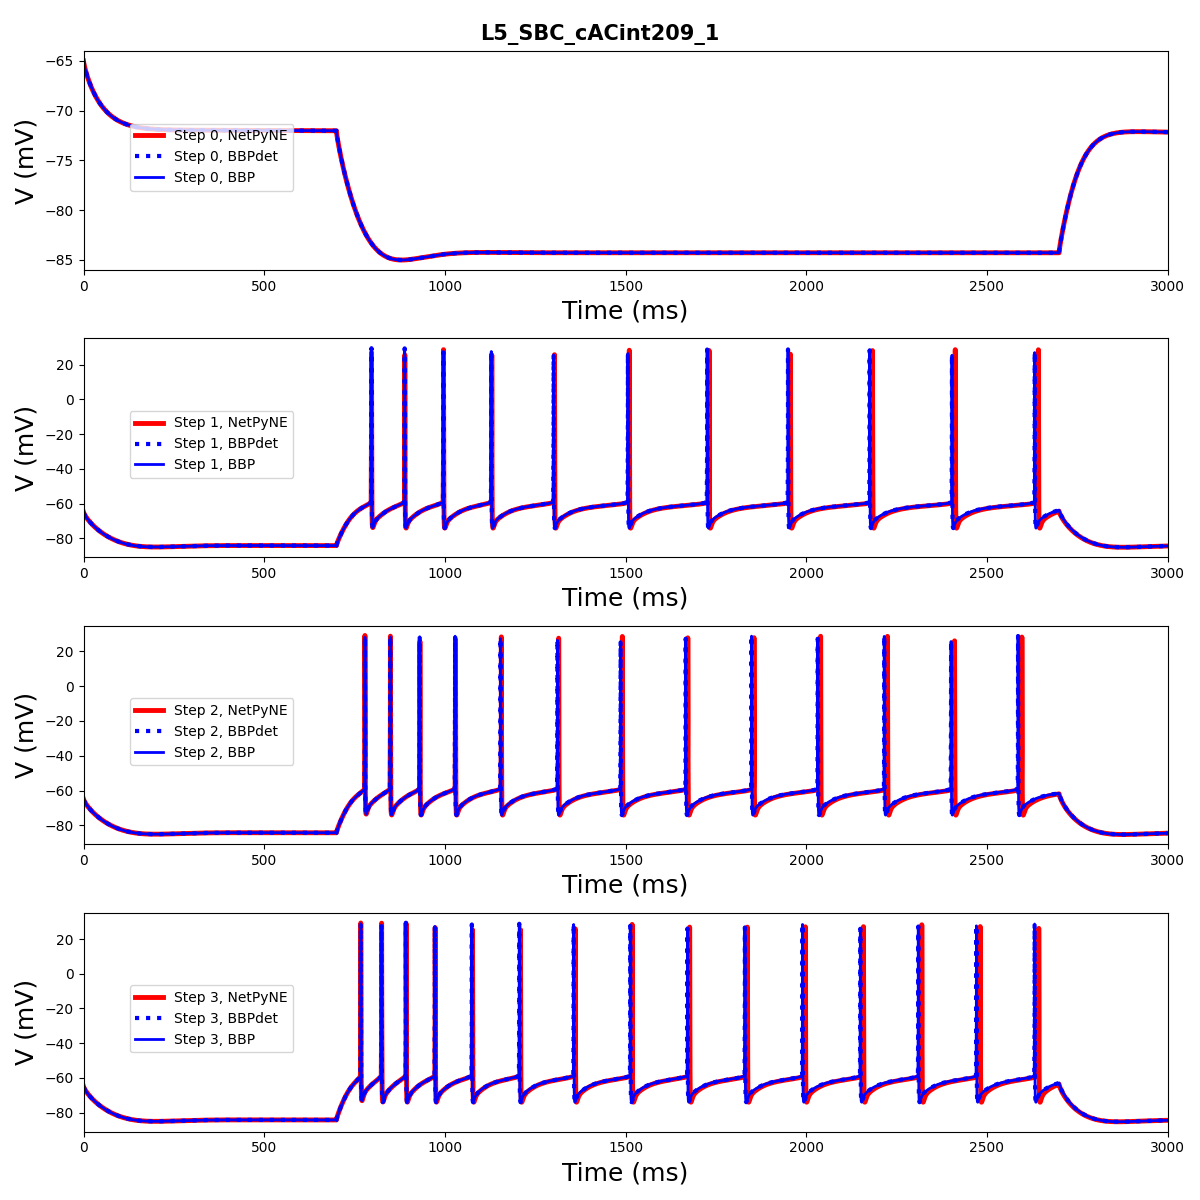 L5_SBC_cACint209_1
−65
−70
−75
−80
−85
V (mV)
Step 0, NetPyNE
Step 0, BBPdet
Step 0, BBP
0 500 1000 1500 2000 2500 3000
Time (ms)
20
0
−20
−40
−60
−80
V (mV)
Step 1, NetPyNE
Step 1, BBPdet
Step 1, BBP
0 500 1000 1500 2000 2500 3000
Time (ms)
20
0
−20
−40
−60
−80
V (mV)
Step 2, NetPyNE
Step 2, BBPdet
Step 2, BBP
0 500 1000 1500 2000 2500 3000
Time (ms)
20
0
−20
−40
−60
−80
V (mV)
Step 3, NetPyNE
Step 3, BBPdet
Step 3, BBP
0 500 1000 1500 2000 2500 3000
Time (ms)